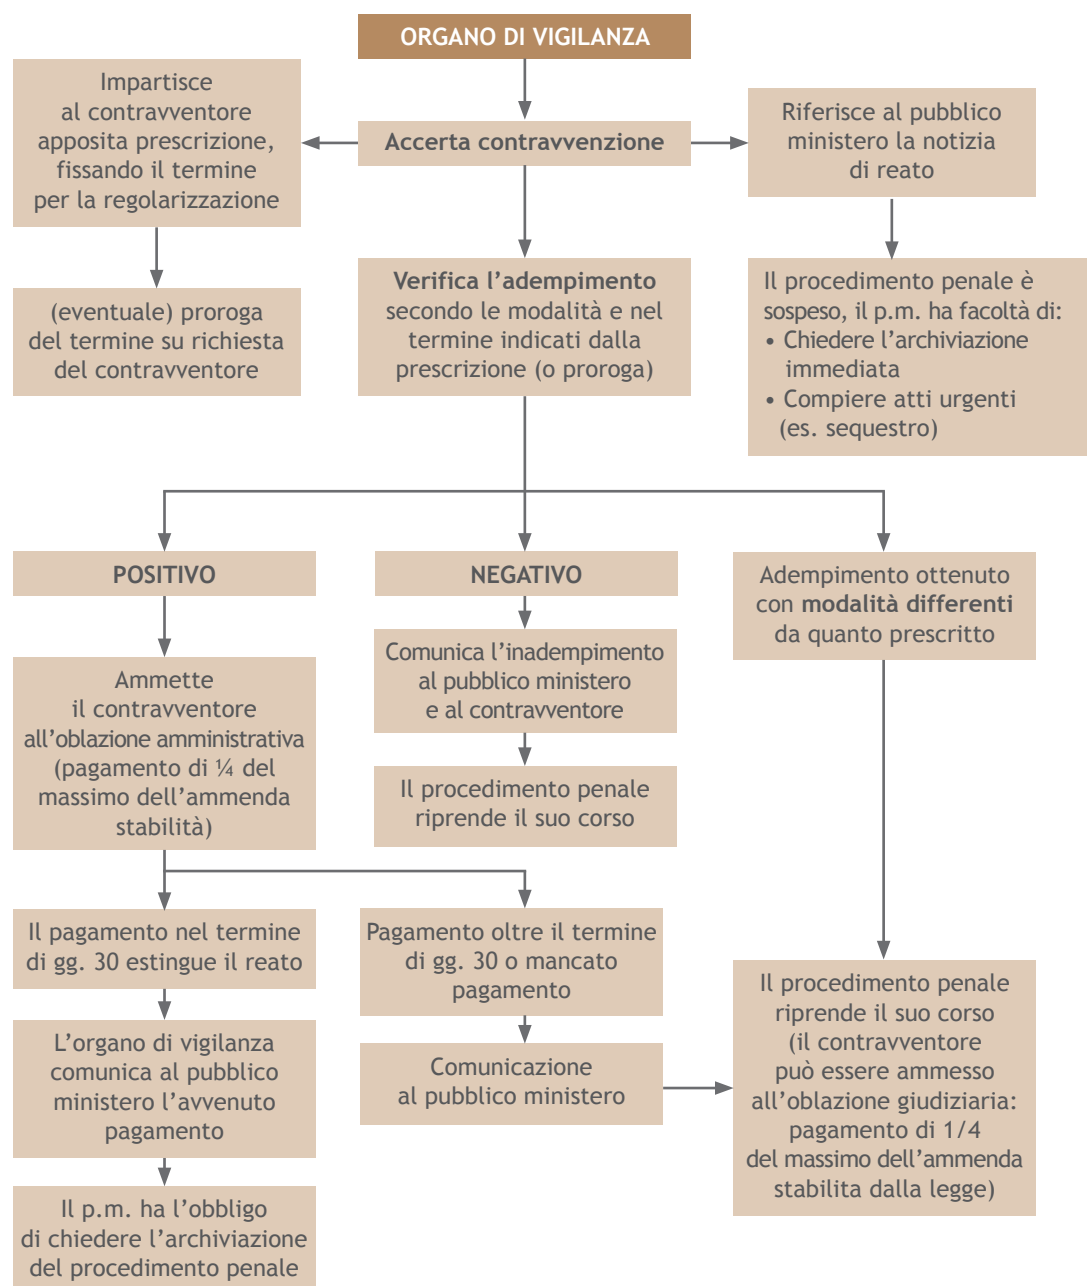 ORGANO DI VIGILANZA
Impartisce
al contravventore
apposita prescrizione,
fissando il termine
per la regolarizzazione
Accerta contravvenzione
Riferisce al pubblico
ministero la notizia
di reato
(eventuale) proroga
del termine su richiesta
del contravventore
Verifica l’adempimento
secondo le modalità e nel
termine indicati dalla
prescrizione (o proroga)
Il procedimento penale è
sospeso, il p.m. ha facoltà di:
• Chiedere l’archiviazione
immediata
• Compiere atti urgenti
(es. sequestro)
POSITIVO
NEGATIVO
Adempimento ottenuto
con modalità differenti
da quanto prescritto
Ammette
il contravventore
all’oblazione amministrativa
(pagamento di ¼ del
massimo dell’ammenda
stabilità)
Comunica l’inadempimento
al pubblico ministero
e al contravventore
Il procedimento penale
riprende il suo corso
Il pagamento nel termine
di gg. 30 estingue il reato
Pagamento oltre il termine
di gg. 30 o mancato
pagamento
L’organo di vigilanza
comunica al pubblico
ministero l’avvenuto
pagamento
Comunicazione
al pubblico ministero
Il procedimento penale
riprende il suo corso
(il contravventore
può essere ammesso
all’oblazione giudiziaria:
pagamento di 1/4
del massimo dell’ammenda
stabilita dalla legge)
Il p.m. ha l’obbligo
di chiedere l’archiviazione
del procedimento penale